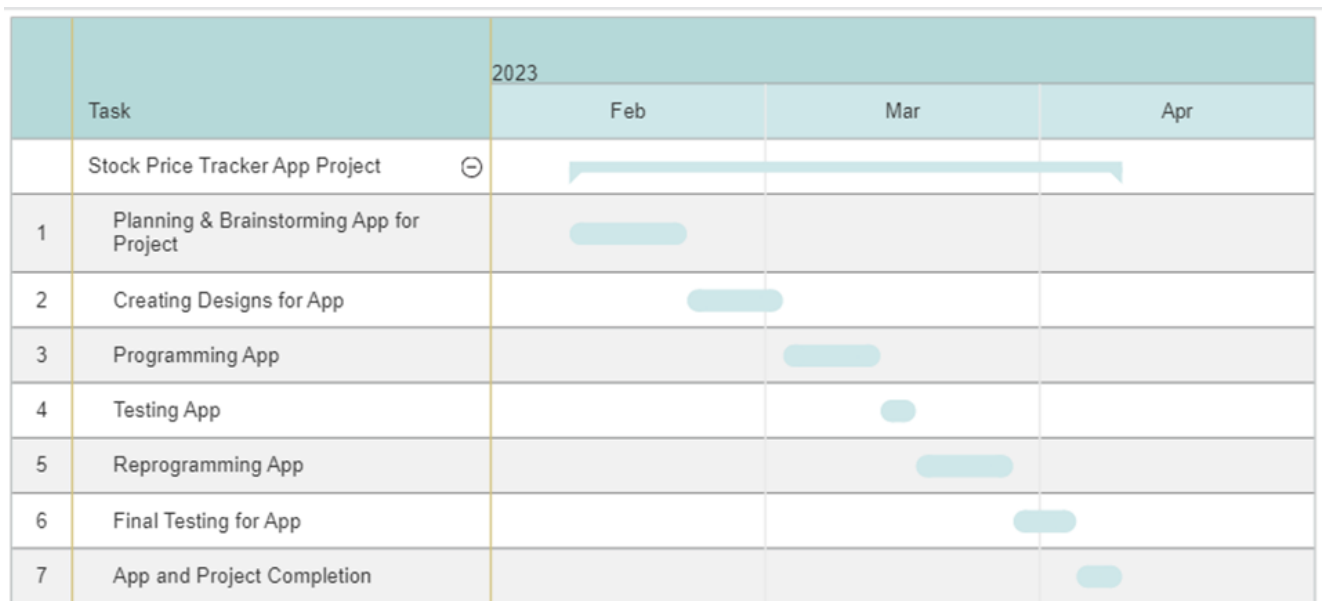 2023
Task
Feb
Mar
Apr
Stock Price Tracker App Project
1
Planning & Brainstorming App for
Project
2
Creating Designs for App
3
Programming App
4
Testing App
5
Reprogramming App
6
Final Testing for App
7
App and Project Completion